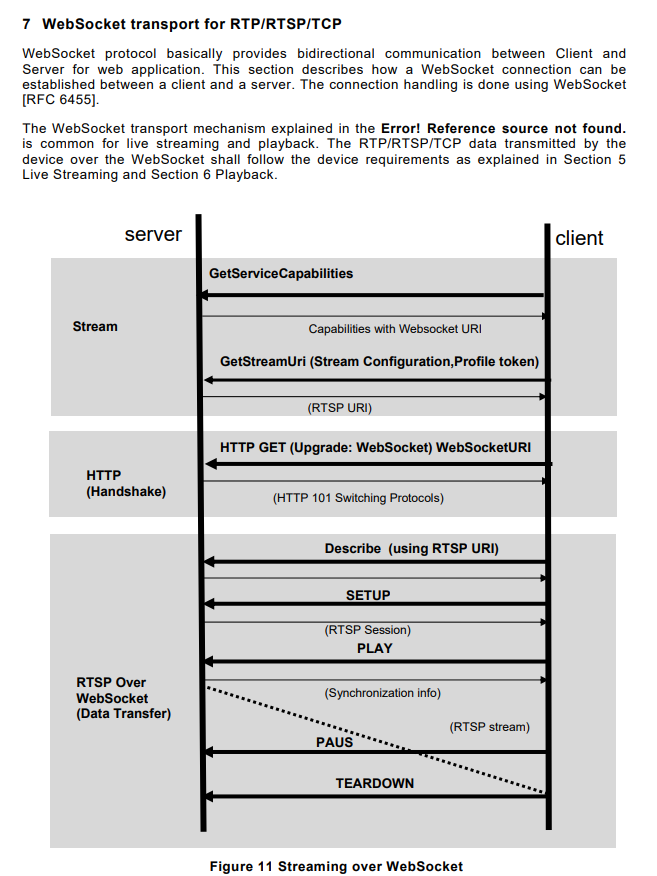 7 WebSocket transport for RTP/RTSP/TCP
WebSocket protocol basically provides bidirectional communication between Client and
Server for web application. This section describes how a WebSocket connection can be
established between a client and a server. The connection handling is done using WebSocket
[RFC 6455].
The WebSocket transport mechanism explained in the Error! Reference source not found.
is common for live streaming and playback. The RTP/RTSP/TCP data transmitted by the
device over the WebSocket shall follow the device requirements as explained in Section 5
Live Streaming and Section 6 Playback.
server
client
GetServiceCapabilities
Stream
Capabilities with Websocket URI
GetStreamUri (Stream Configuration,Profile token)
(RTSP URI)
HTTP GET (Upgrade: WebSocket) WebSocketURI
HTTP
(Handshake)
(HTTP 101 Switching Protocols)
Describe (using RTSP URI)
SETUP
(RTSP Session)
PLAY
RTSP Over
WebSocket
(Data Transfer)
(Synchronization info)
(RTSP stream)
PAUS
TEARDOWN
Figure 11 Streaming over WebSocket